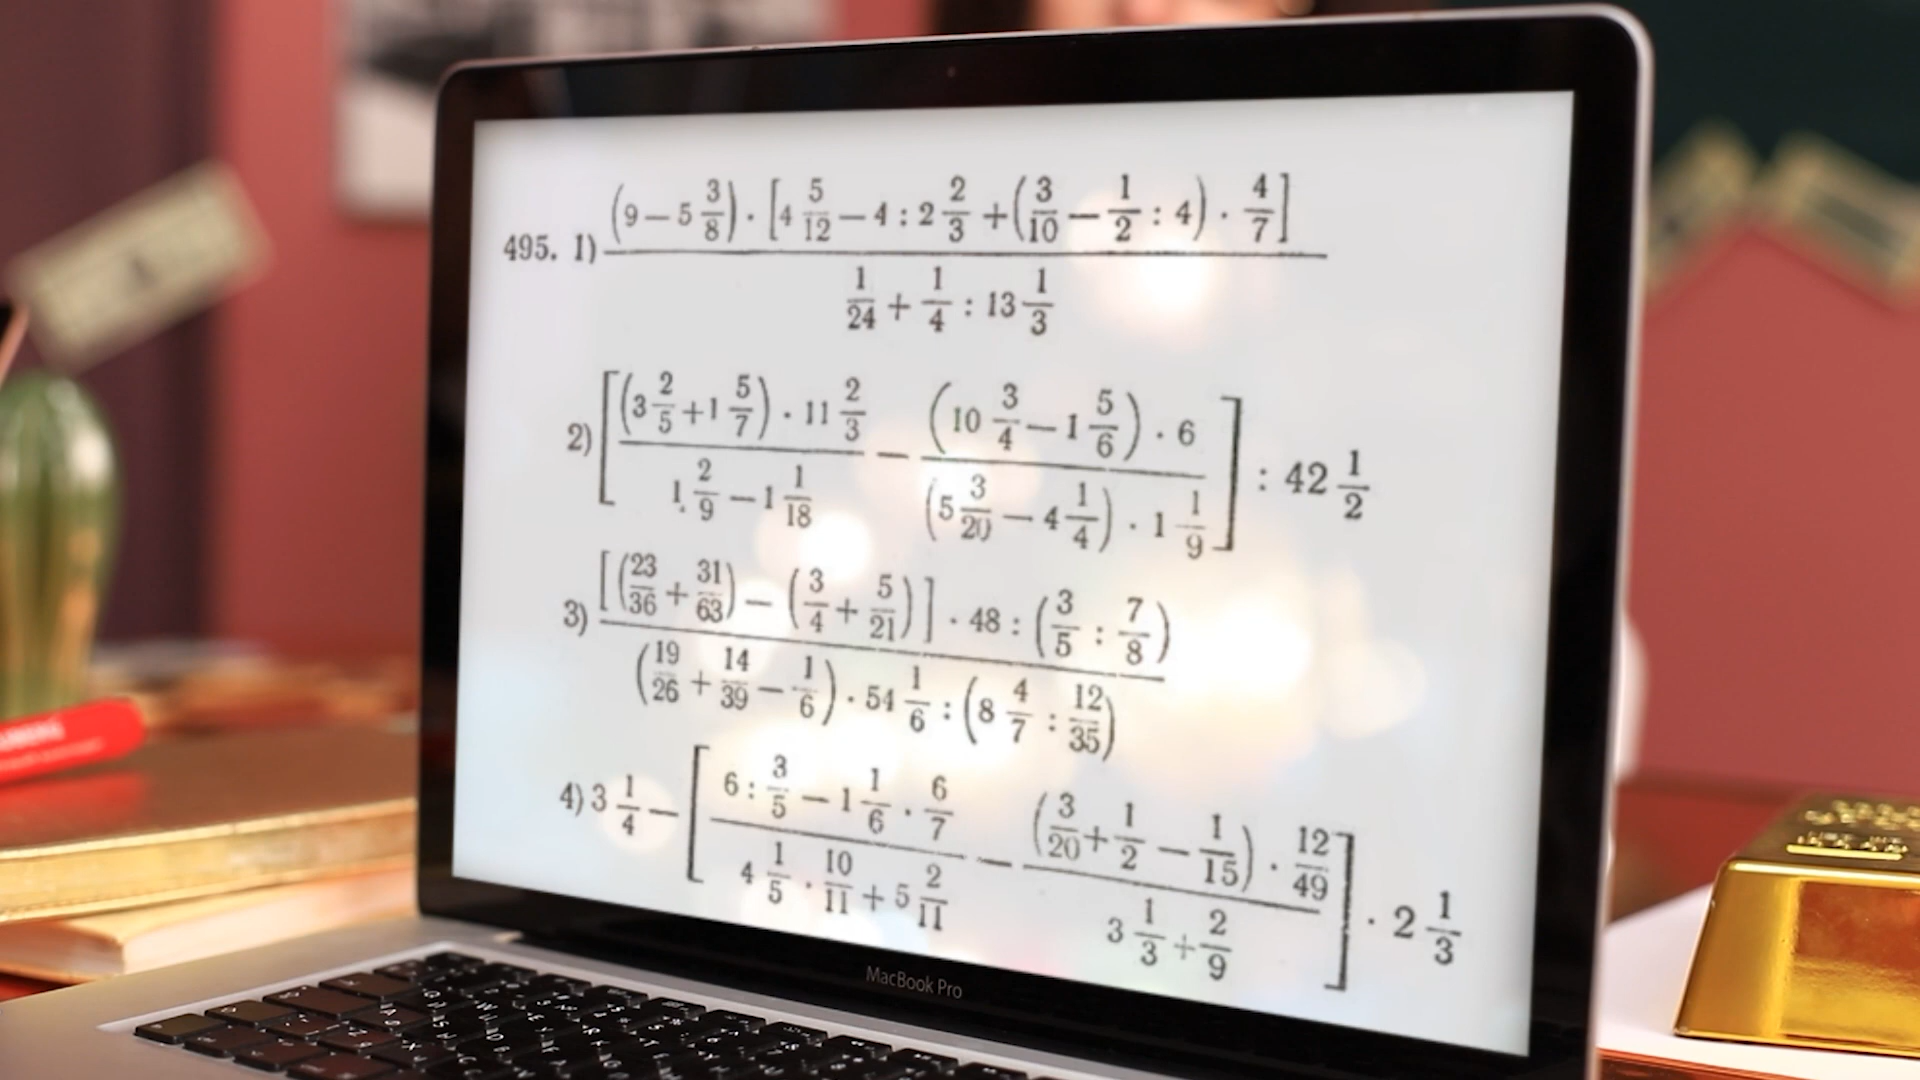 495. 1) (9 − 5 3/8) · [4 5/12 − 4 : 2 2/3 + (3/10 − 1/2 : 4) · 4/7]
1/24 + 1/4 : 13 1/3
2) [(3 2/5 + 1 5/7) · 11 2/3 − (10 3/4 − 1 5/6) · 6] : 42 1/2
1 2/9 − 1 1/18 (5 3/20 − 4 1/4) · 1 1/9
3) [(23/36 + 31/63) − (3/4 + 5/21)] · 48 : (3/5 : 7/8)
(19/26 + 14/39 − 1/6) · 54 1/6 : (8 4/7 : 12/35)
4) 3 1/4 − [6 : 3/5 − 1 1/6 · 6/7 − (3/20 + 1/2 − 1/15) · 12/49] · 2 1/3
4 1/5 · 10/11 + 5 2/11 3 1/3 + 2/9
MacBook Pro